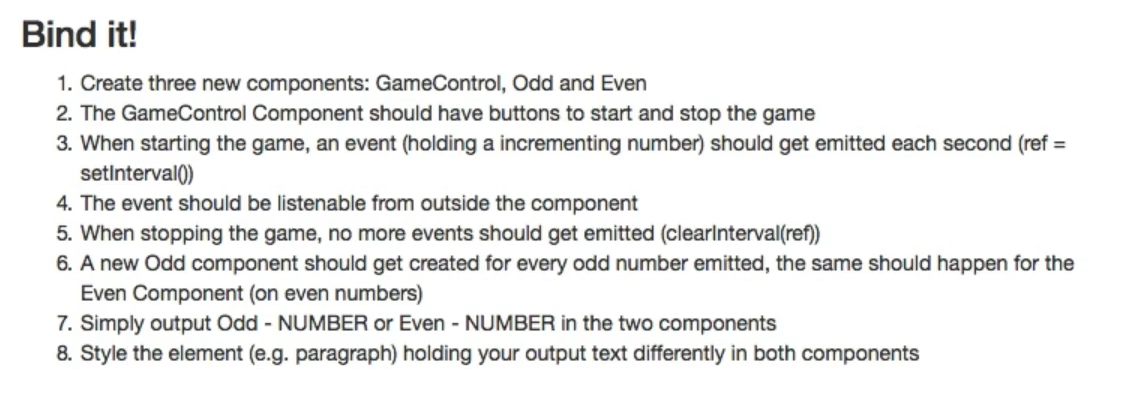 Bind it!
1. Create three new components: GameControl, Odd and Even
2. The GameControl Component should have buttons to start and stop the game
3. When starting the game, an event (holding a incrementing number) should get emitted each second (ref =
setInterval())
4. The event should be listenable from outside the component
5. When stopping the game, no more events should get emitted (clearInterval(ref))
6. A new Odd component should get created for every odd number emitted, the same should happen for the
Even Component (on even numbers)
7. Simply output Odd - NUMBER or Even - NUMBER in the two components
8. Style the element (e.g. paragraph) holding your output text differently in both components